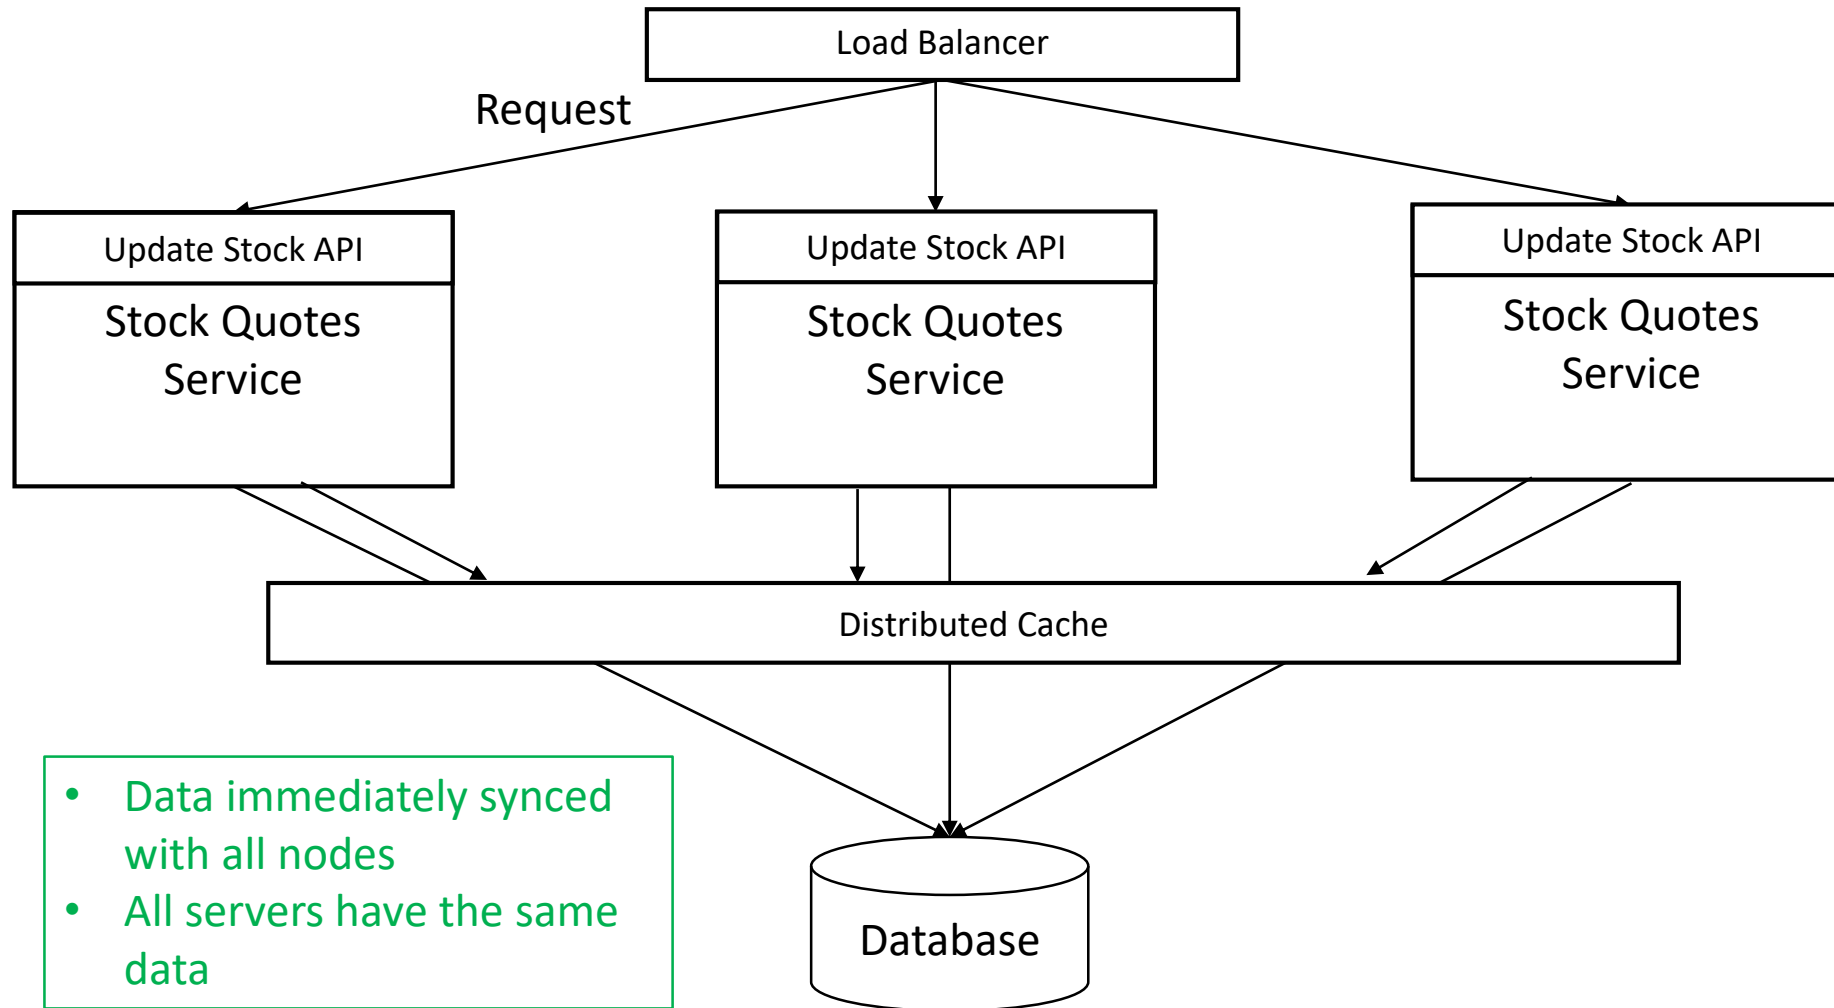 Load Balancer
Request
Update Stock API
Stock Quotes
Service
Update Stock API
Stock Quotes
Service
Update Stock API
Stock Quotes
Service
Distributed Cache
• Data immediately synced
with all nodes
• All servers have the same
data
Database